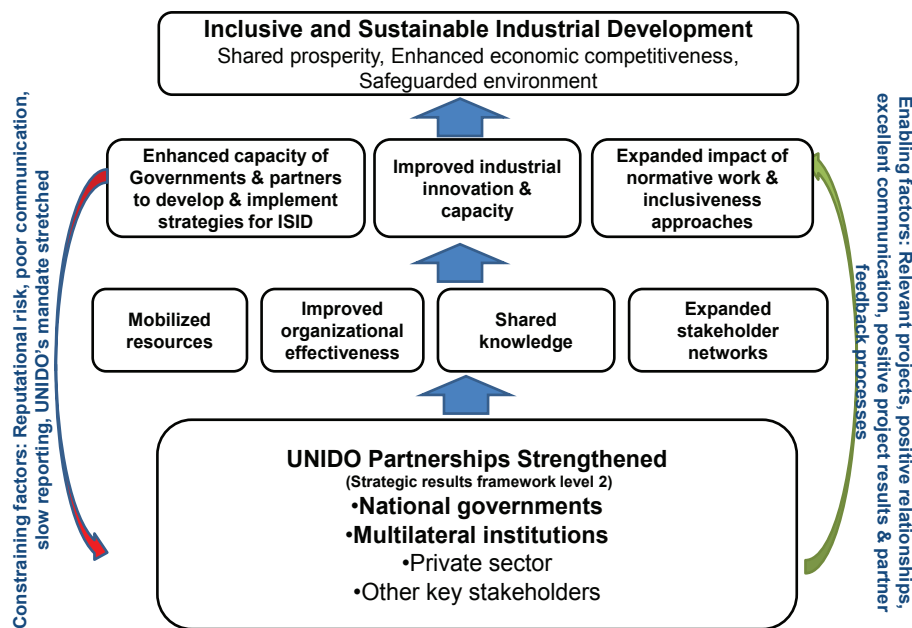 Inclusive and Sustainable Industrial Development
Shared prosperity, Enhanced economic competitiveness,
Safeguarded environment
Enhanced capacity of
Governments & partners
to develop & implement
strategies for ISID
Improved industrial
innovation &
capacity
Expanded impact of
normative work &
inclusiveness
approaches
Mobilized
resources
Improved
organizational
effectiveness
Shared
knowledge
Expanded
stakeholder
networks
UNIDO Partnerships Strengthened
(Strategic results framework level 2)
•National governments
•Multilateral institutions
•Private sector
•Other key stakeholders
Constraining factors: Reputational risk, poor communication,
slow reporting, UNIDO’s mandate stretched
Enabling factors: Relevant projects, positive relationships,
excellent communication, positive project results & partner
feedback processes